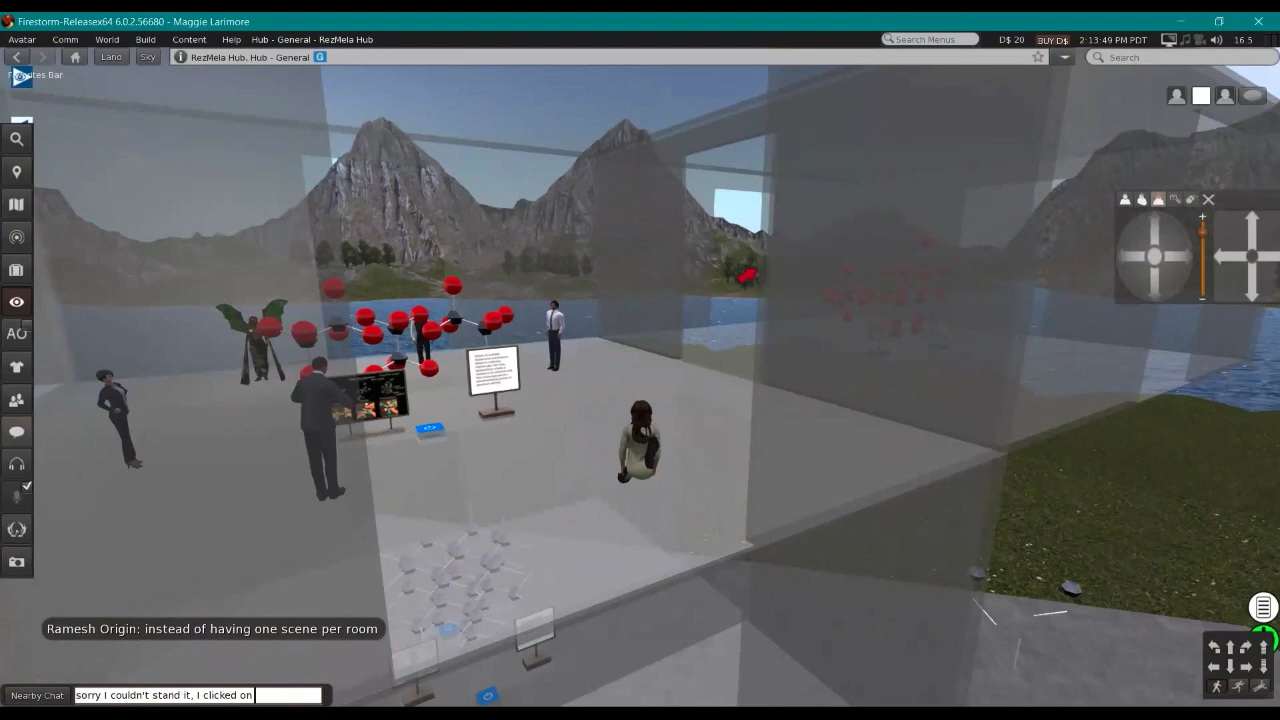 Firestorm-Releasex64 6.0.2.56680 - Maggie Larimore
Avatar Comm World Build Content Help Hub - General - RezMela Hub Search Menus D$ 20 BUY D$ 2:13:49 PM PDT 16.5
Land Sky RezMela Hub, Hub - General G Search
Favorites Bar
AO
Ramesh Origin: instead of having one scene per room
Nearby Chat sorry I couldn't stand it, I clicked on